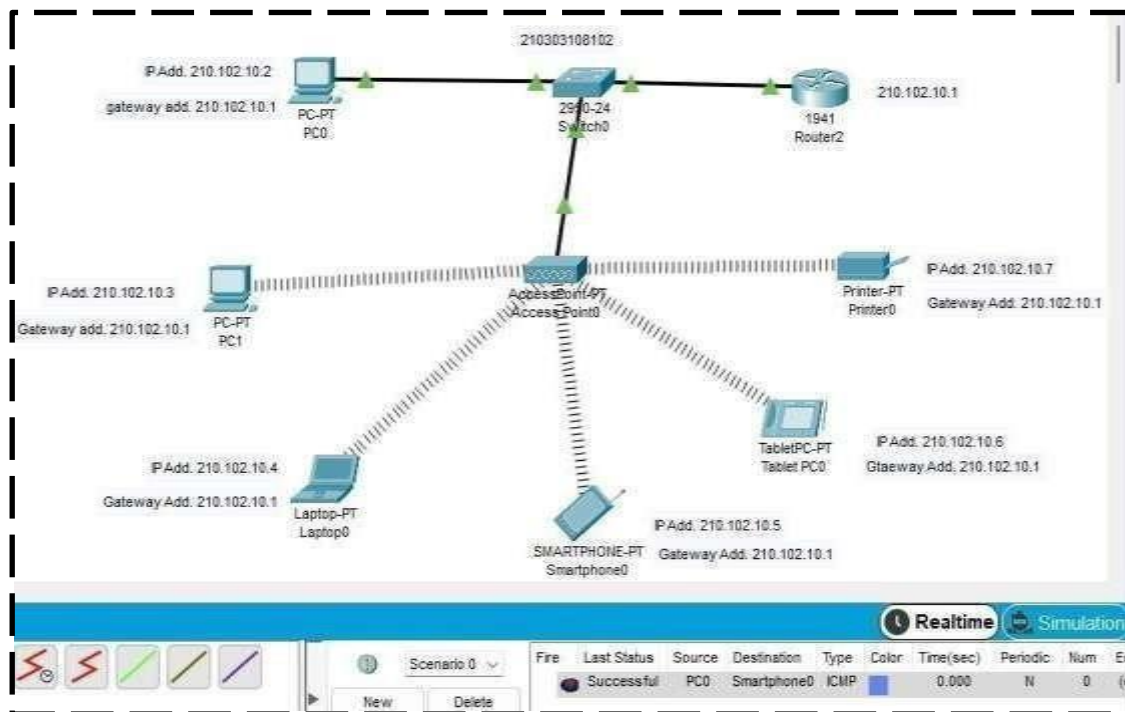 210303108102
IP Add. 210.102.10.2
gateway add. 210.102.10.1
PC-PT
PC0
2950-24
Switch0
1941
Router2
210.102.10.1
IP Add. 210.102.10.3
Gateway add. 210.102.10.1
PC-PT
PC1
AccessPoint-PT
Access Point0
Printer-PT
Printer0
IP Add. 210.102.10.7
Gateway Add. 210.102.10.1
IP Add. 210.102.10.4
Gateway Add. 210.102.10.1
Laptop-PT
Laptop0
SMARTPHONE-PT
Smartphone0
IP Add. 210.102.10.5
Gateway Add. 210.102.10.1
TabletPC-PT
Tablet PC0
IP Add. 210.102.10.6
Gtaeway Add. 210.102.10.1
Realtime Simulation
Scenario 0
New Delete
Fire Last Status Source Destination Type Color Time(sec) Periodic Num
Successful PC0 Smartphone0 ICMP 0.000 N 0